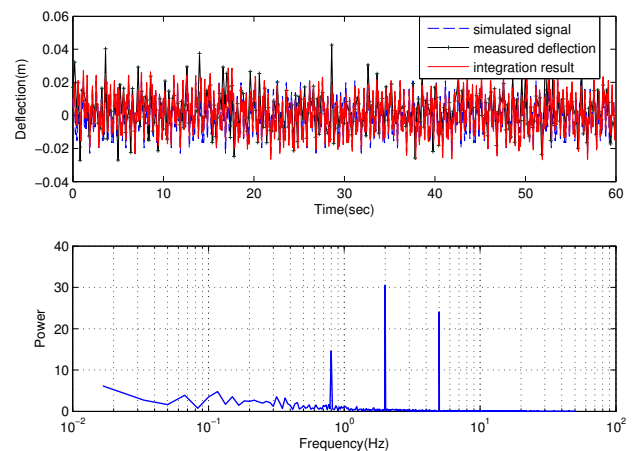 0.06
0.04
0.02
0
−0.02
−0.04
Deflection(m)
simulated signal
measured deflection
integration result
0 10 20 30 40 50 60
Time(sec)
40
30
20
10
0
Power
10^-2 10^-1 10^0 10^1 10^2
Frequency(Hz)